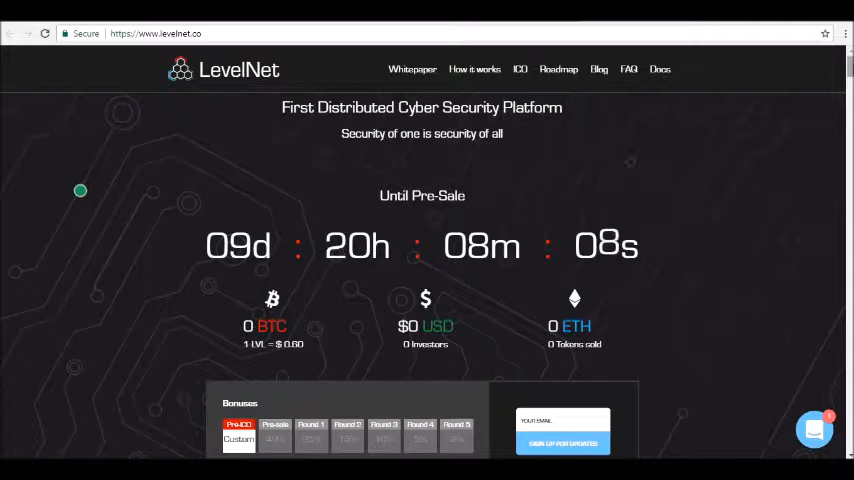 Secure https://www.levelnet.co
LevelNet
Whitepaper How it works ICO Roadmap Blog FAQ Docs
First Distributed Cyber Security Platform
Security of one is security of all
Until Pre-Sale
09d : 20h : 08m : 08s
0 BTC $0 USD 0 ETH
1 LVL = $ 0.60 0 Investors 0 Tokens sold
Bonuses
Pre-ICO Pre-sale Round 1 Round 2 Round 3 Round 4 Round 5
Custom
YOUR EMAIL
SIGN UP FOR UPDATES
1